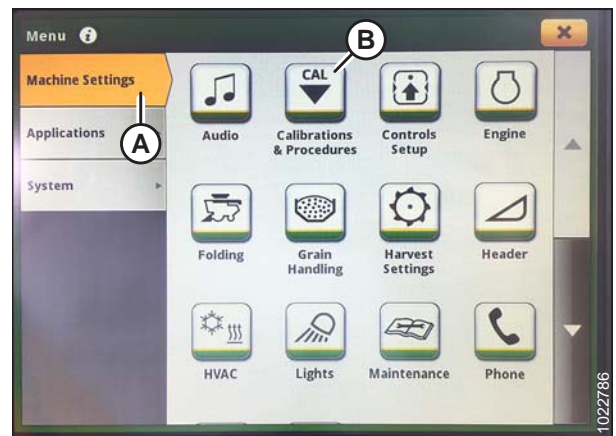 Menu i
B
Machine Settings
A
Applications
System
CAL
Audio
Calibrations
& Procedures
Controls
Setup
Engine
Folding
Grain
Handling
Harvest
Settings
Header
HVAC
Lights
Maintenance
Phone
1022786